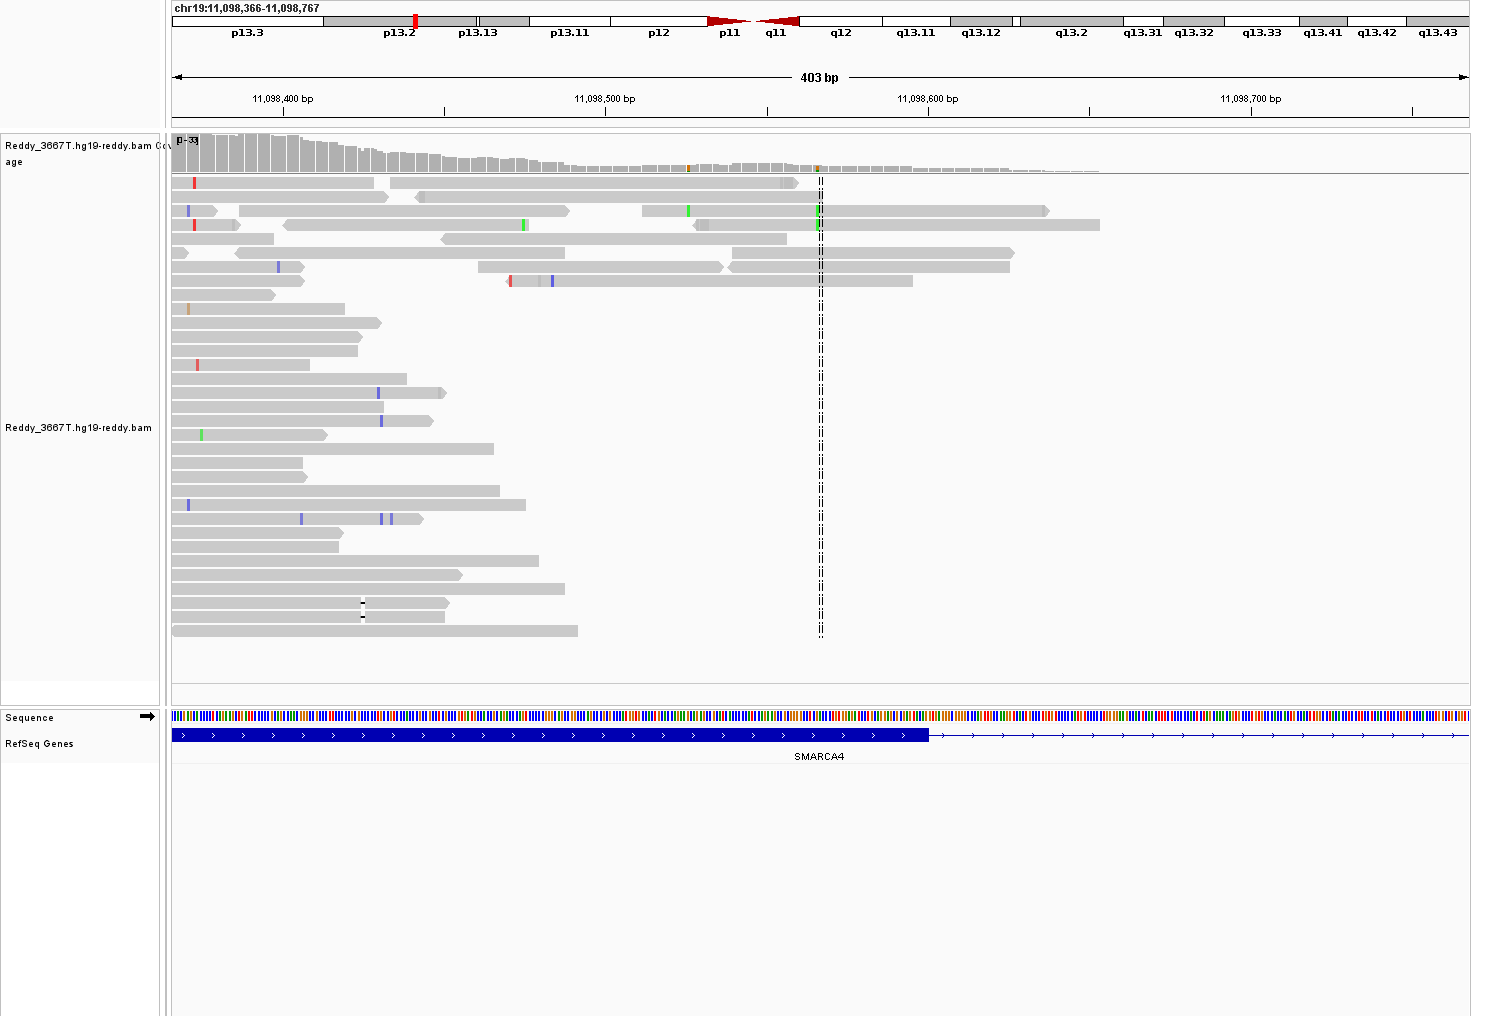 chr19:11,098,366-11,098,767
p13.3 p13.2 p13.13 p13.11 p12 p11 q11 q12 q13.11 q13.12 q13.2 q13.31 q13.32 q13.33 q13.41 q13.42 q13.43
403 bp
11,098,400 bp 11,098,500 bp 11,098,600 bp 11,098,700 bp
Reddy_3667T.hg19-reddy.bam Cov
age
[0 - 33]
Reddy_3667T.hg19-reddy.bam
Sequence
RefSeq Genes
SMARCA4